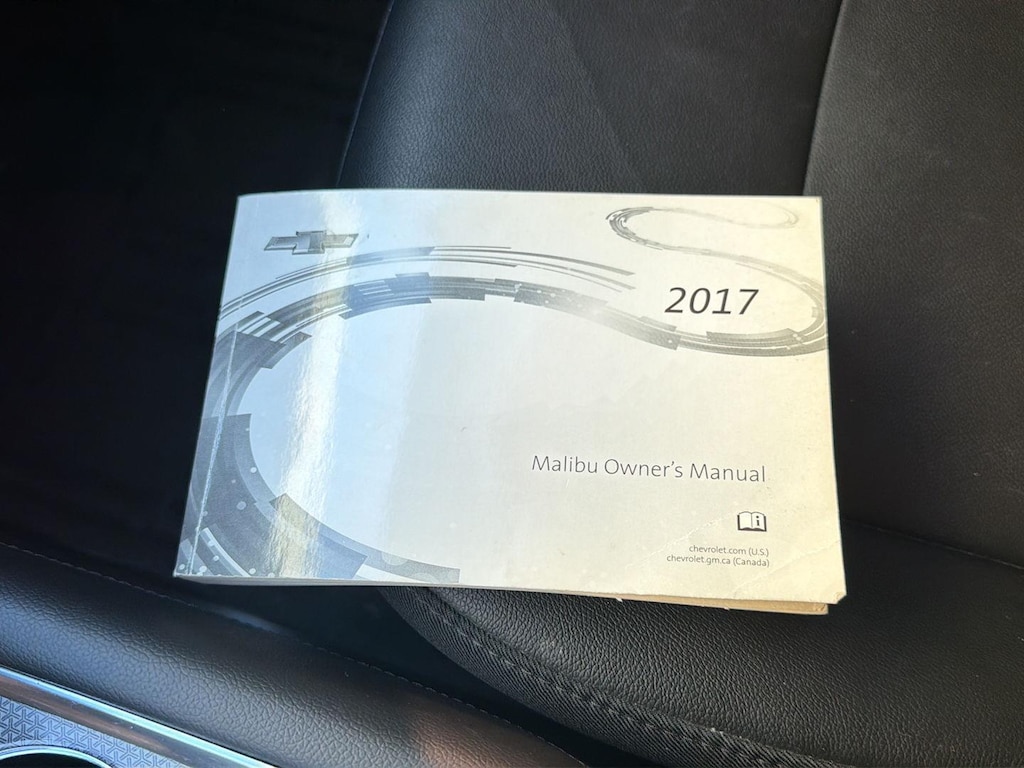 2017
Malibu Owner's Manual
chevrolet.com (U.S.)
chevrolet.gm.ca (Canada)